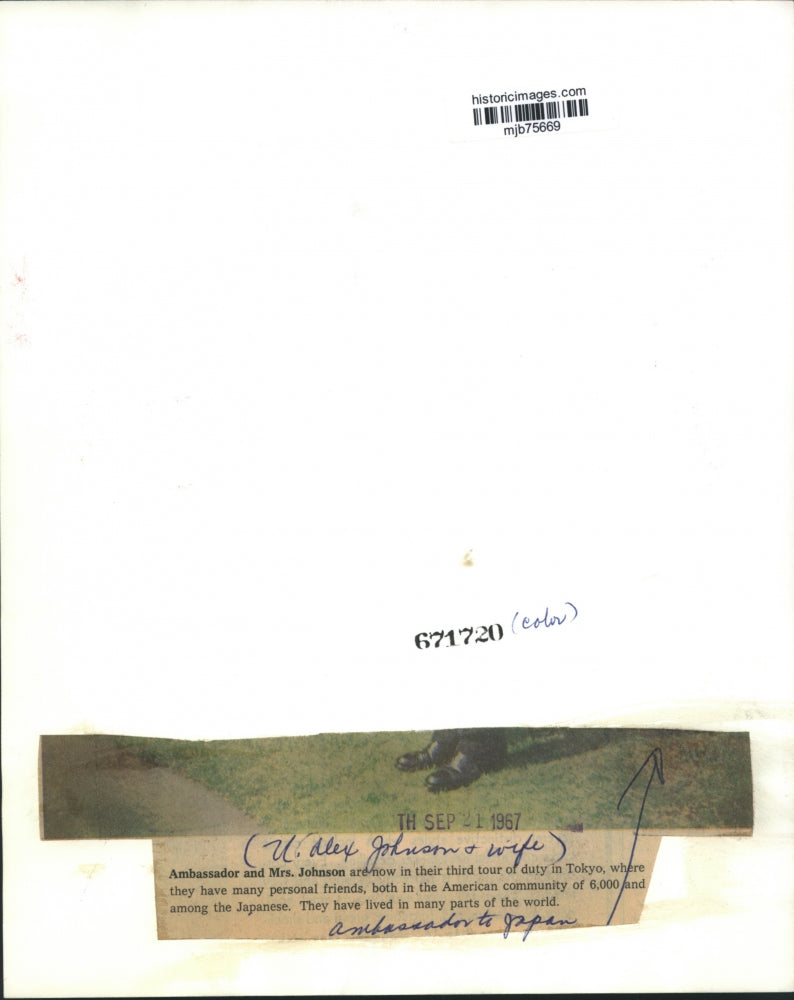 historicimages.com
mjb75669
671720 (color)
TH SEP 21 1967
(U. Alex Johnson + wife)
Ambassador and Mrs. Johnson are now in their third tour of duty in Tokyo, where
they have many personal friends, both in the American community of 6,000 and
among the Japanese. They have lived in many parts of the world.
ambassador to Japan